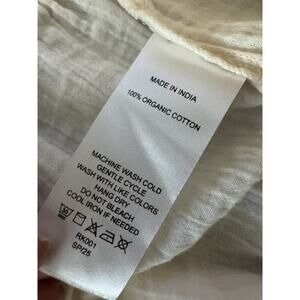 MADE IN INDIA
100% ORGANIC COTTON
MACHINE WASH COLD
GENTLE CYCLE
WASH WITH LIKE COLORS
HANG DRY
DO NOT BLEACH
COOL IRON IF NEEDED
30
RK001
SP/25